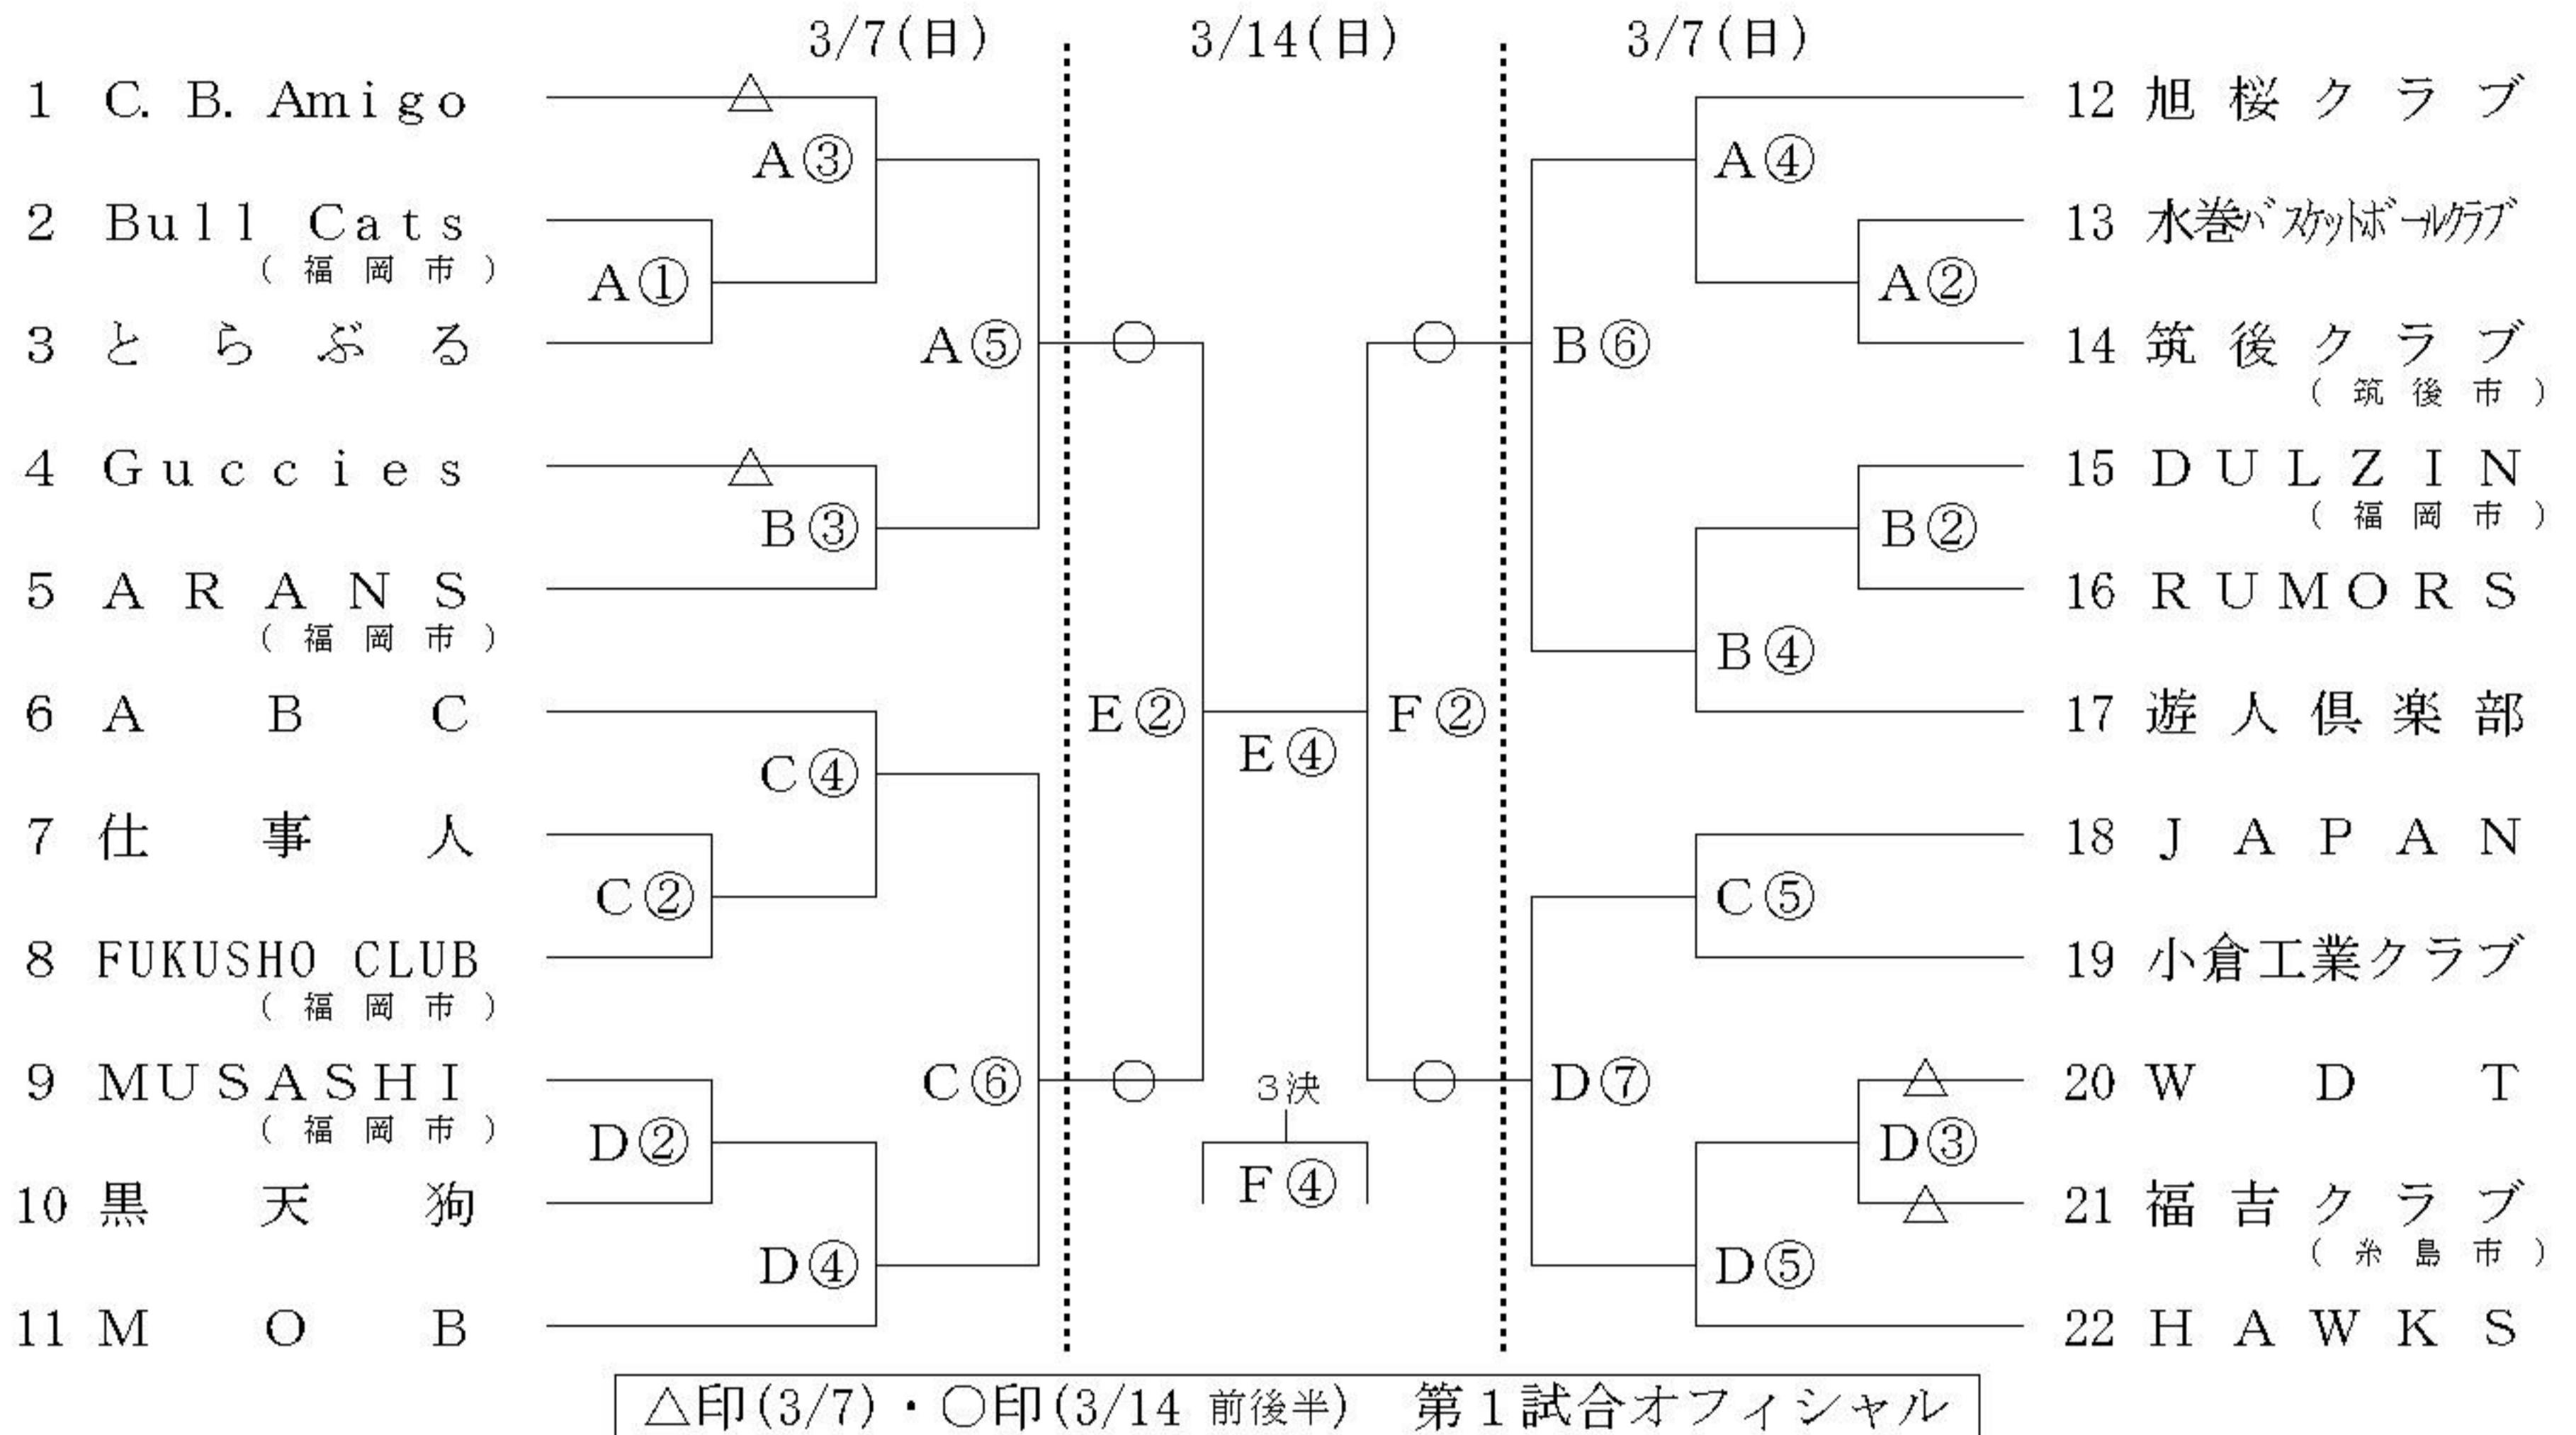 3/7(日) 3/14(日) 3/7(日)
1 C. B. Amigo
A③
2 Bull Cats
(福岡市)
A①
3 とらぶる
A⑤
4 Guccies
B③
5 ARANS
(福岡市)
6 ABC
C④
7 仕事人
C②
8 FUKUSHO CLUB
(福岡市)
9 MUSASHI
(福岡市)
C⑥
D②
10 黒天狗
D④
11 MOB
E②
E④
F②
3決
F④
12 旭桜クラブ
A④
13 水巻バスケットボールクラブ
A②
14 筑後クラブ
(筑後市)
B⑥
15 DULZIN
(福岡市)
B②
16 RUMORS
B④
17 遊人倶楽部
18 JAPAN
C⑤
19 小倉工業クラブ
20 WDT
D⑦
D③
21 福吉クラブ
(糸島市)
D⑤
22 HAWKS
△印(3/7)・○印(3/14 前後半) 第1試合オフィシャル